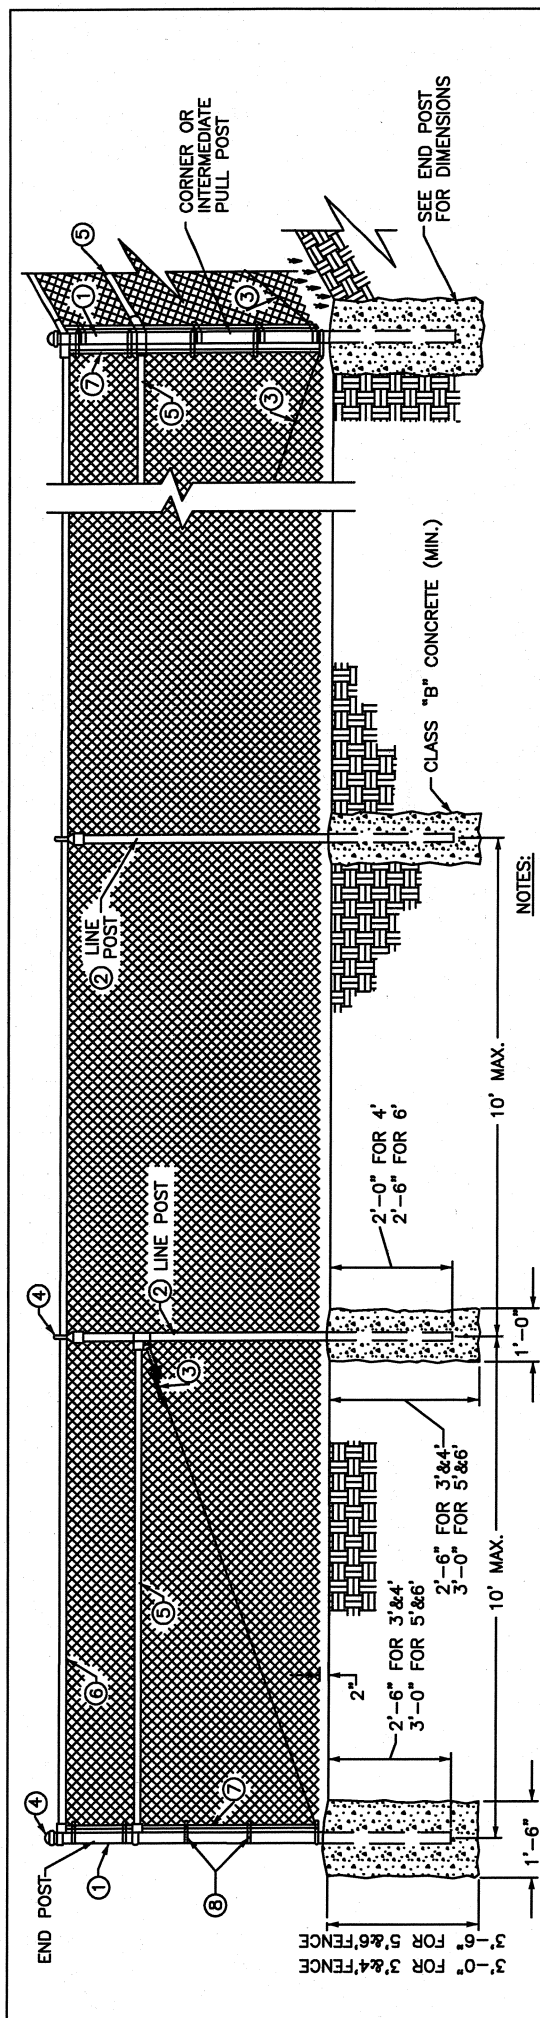 END POST
①
④
⑧
⑦
⑥
⑤
③
④
② LINE POST
② LINE
POST
⑦
①
⑤
⑤
③
③
CORNER OR
INTERMEDIATE
PULL POST
SEE END POST
FOR DIMENSIONS
CLASS "B" CONCRETE (MIN.)
3'-0" FOR 3'&4'FENCE
3'-6" FOR 5'&6'FENCE
1'-6"
2'-6" FOR 3'&4'
3'-0" FOR 5'&6'
2"
10' MAX.
2'-6" FOR 3'&4'
3'-0" FOR 5'&6'
1'-0"
2'-0" FOR 4'
2'-6" FOR 6'
10' MAX.
NOTES: